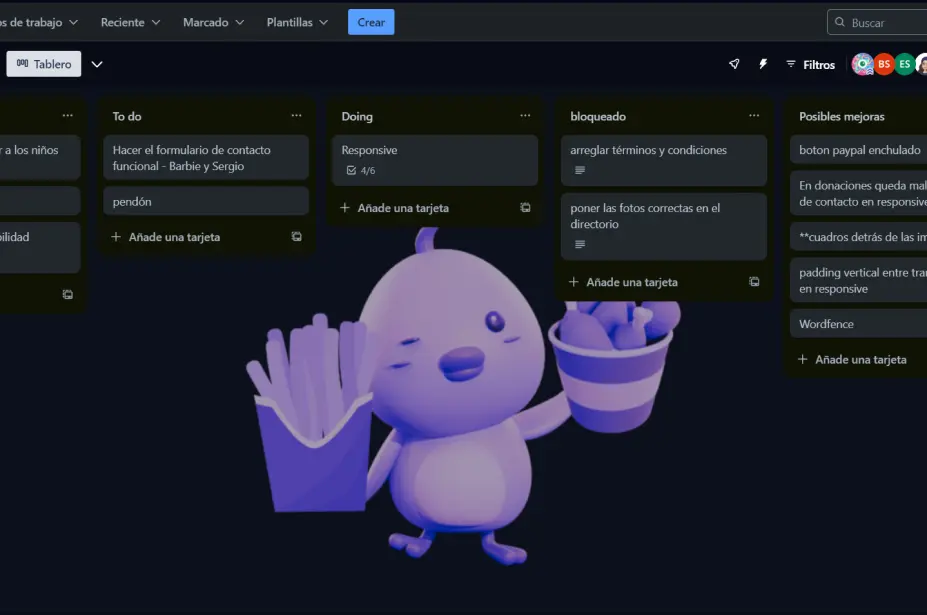 os de trabajo
Reciente
Marcado
Plantillas
Crear
Buscar
Tablero
Filtros
BS
ES
r a los niños
ilidad
To do
Hacer el formulario de contacto
funcional - Barbie y Sergio
pendón
Añade una tarjeta
Doing
Responsive
4/6
Añade una tarjeta
bloqueado
arreglar términos y condiciones
poner las fotos correctas en el
directorio
Añade una tarjeta
Posibles mejoras
boton paypal enchulado
En donaciones queda mal
de contacto en responsive
**cuadros detrás de las im
padding vertical entre tra
en responsive
Wordfence
Añade una tarjeta